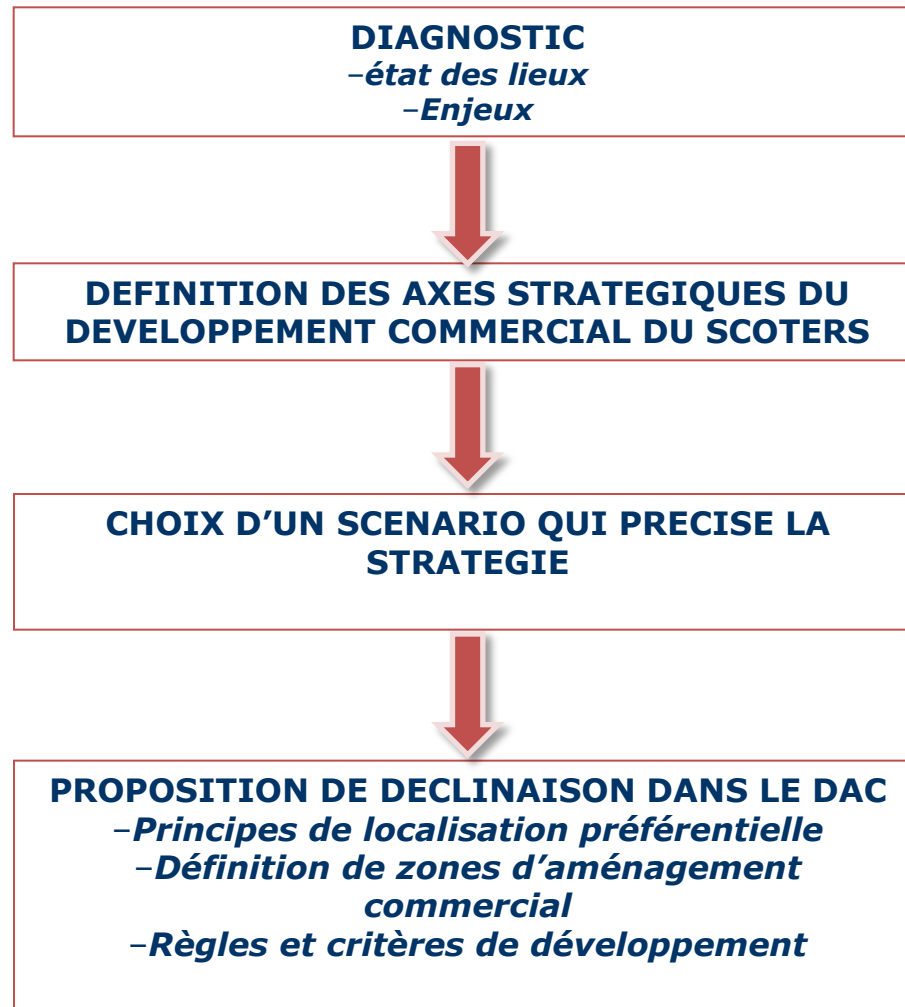 DIAGNOSTIC
–état des lieux
–Enjeux
DEFINITION DES AXES STRATEGIQUES DU
DEVELOPPEMENT COMMERCIAL DU SCOTERS
CHOIX D’UN SCENARIO QUI PRECISE LA
STRATEGIE
PROPOSITION DE DECLINAISON DANS LE DAC
–Principes de localisation préférentielle
–Définition de zones d’aménagement
commercial
–Règles et critères de développement